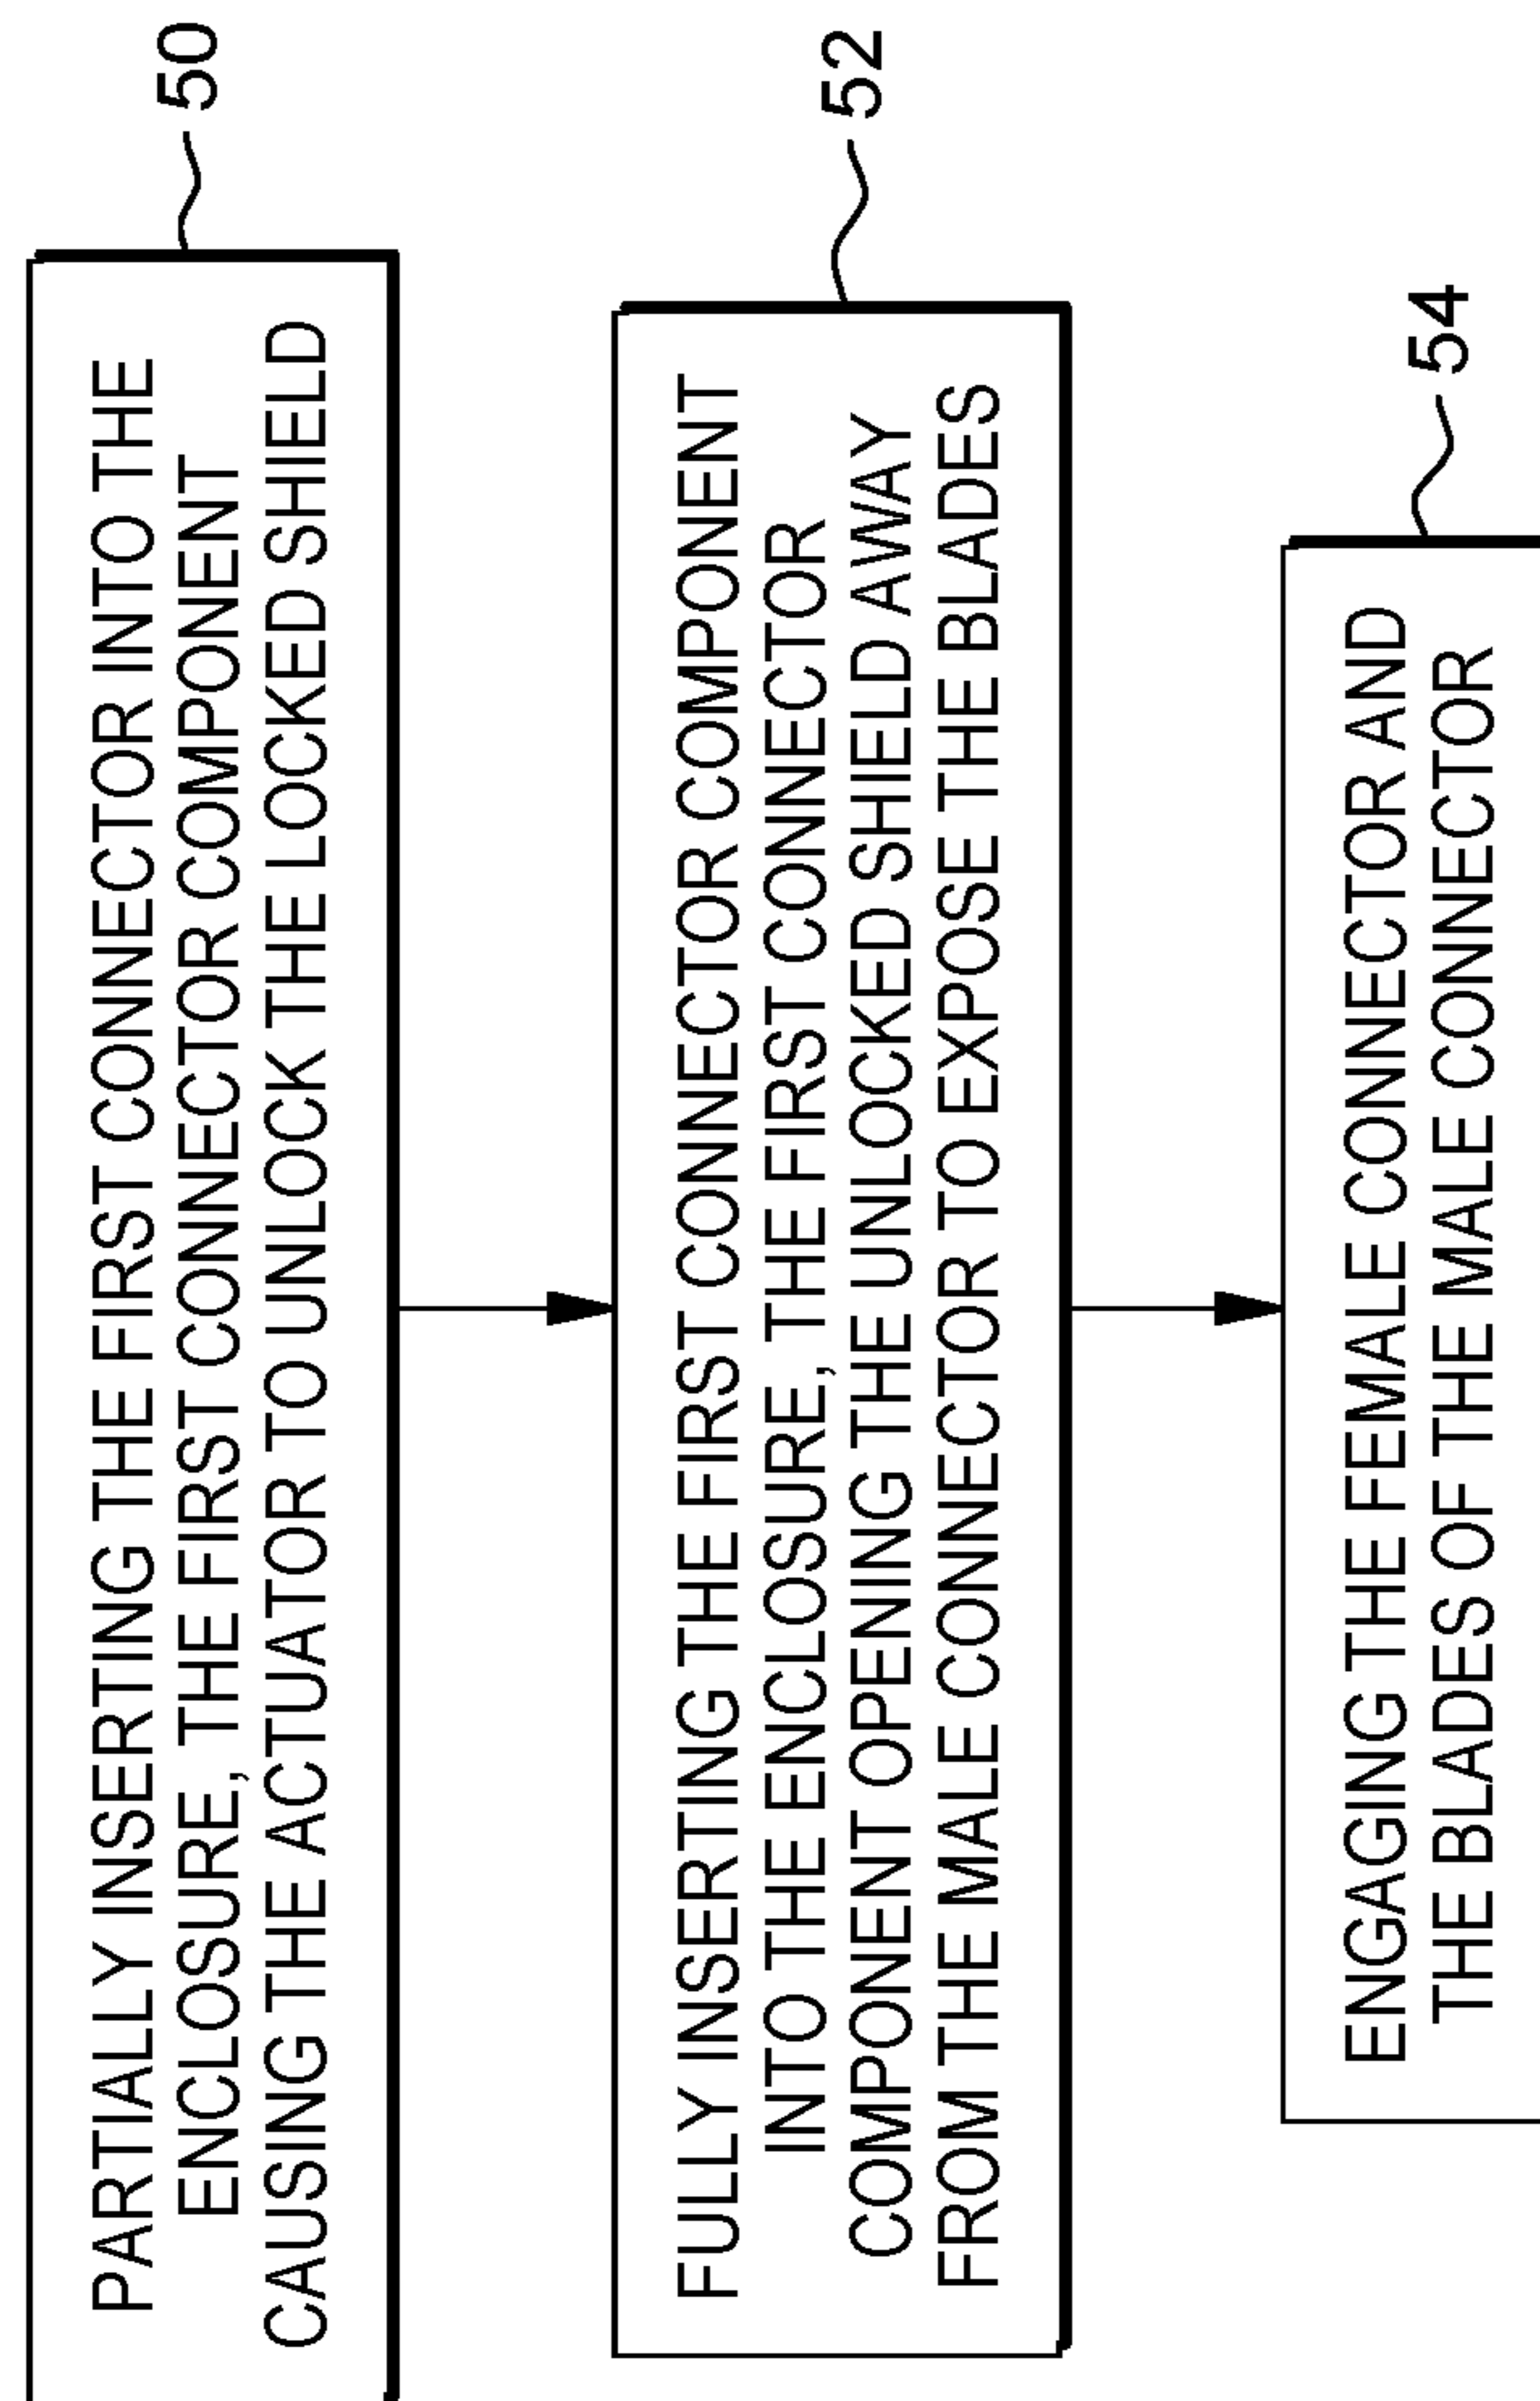 PARTIALLY INSERTING THE FIRST CONNECTOR INTO THE
ENCLOSURE, THE FIRST CONNECTOR COMPONENT
CAUSING THE ACTUATOR TO UNLOCK THE LOCKED SHIELD
50
FULLY INSERTING THE FIRST CONNECTOR COMPONENT
INTO THE ENCLOSURE, THE FIRST CONNECTOR
COMPONENT OPENING THE UNLOCKED SHIELD AWAY
FROM THE MALE CONNECTOR TO EXPOSE THE BLADES
52
ENGAGING THE FEMALE CONNECTOR AND
THE BLADES OF THE MALE CONNECTOR
54